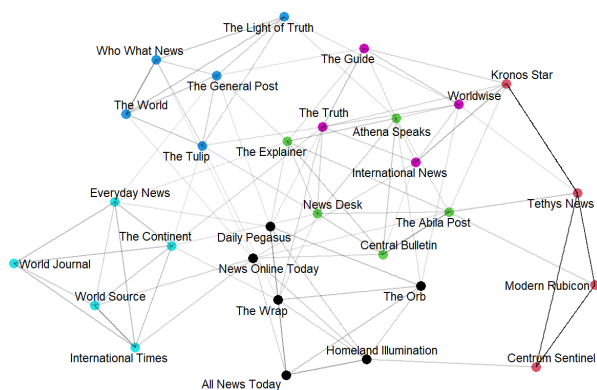 The Light of Truth
Who What News
The Guide
The General Post
Kronos Star
Worldwise
The World
The Truth
Athena Speaks
The Tulip
The Explainer
International News
Everyday News
Tethys News
News Desk
The Abila Post
The Continent
Daily Pegasus
Central Bulletin
World Journal
News Online Today
Modern Rubicon
World Source
The Orb
The Wrap
International Times
Homeland Illumination
Centrum Sentinel
All News Today